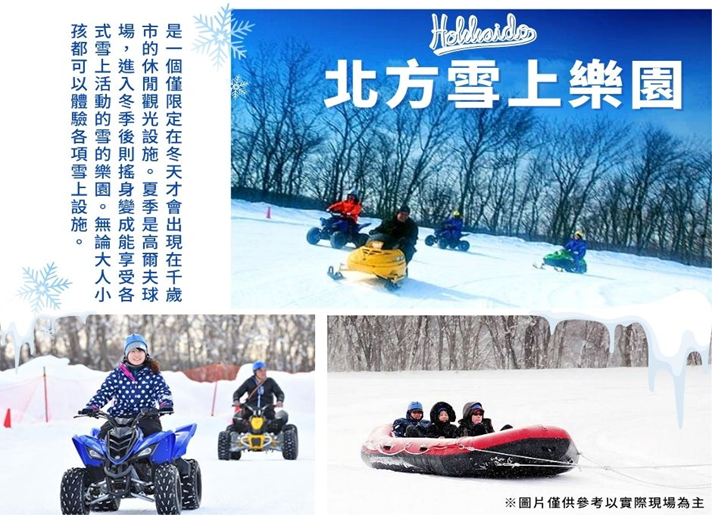 Hokkaido
北方雪上樂園
是一個僅限定在冬天才會出現在千歲
市的休閒觀光設施。夏季是高爾夫球
場，進入冬季後則搖身變成能享受各
式雪上活動的雪的樂園。無論大人小
孩都可以體驗各項雪上設施。
※圖片僅供參考以實際現場為主